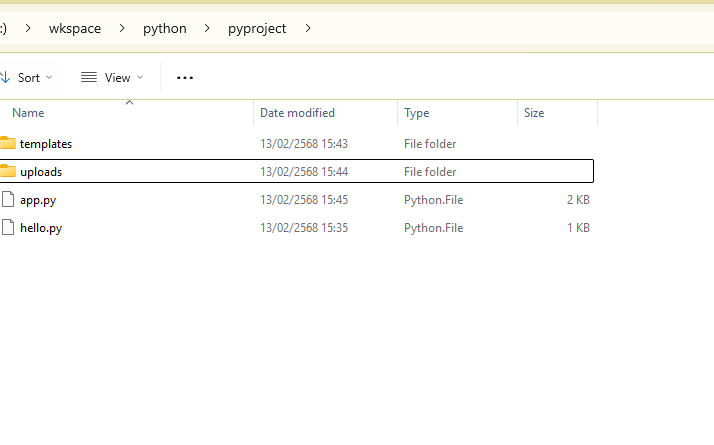 :) > wkspace > python > pyproject >
Sort View ...
Name Date modified Type Size
templates 13/02/2568 15:43 File folder
uploads 13/02/2568 15:44 File folder
app.py 13/02/2568 15:45 Python.File 2 KB
hello.py 13/02/2568 15:35 Python.File 1 KB